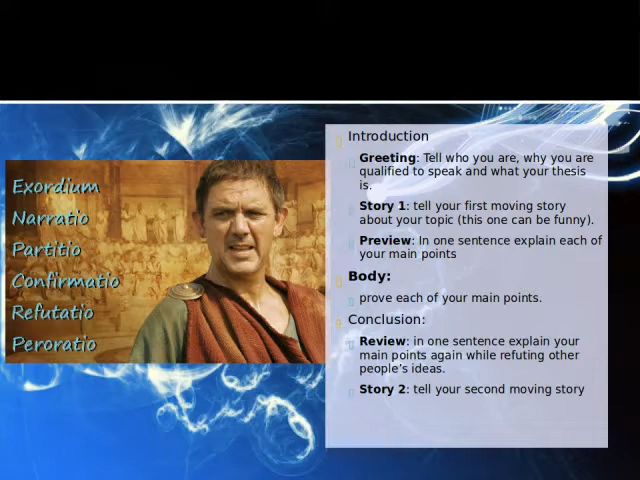 Exordium
Narratio
Partitio
Confirmatio
Refutatio
Peroratio
Introduction
Greeting: Tell who you are, why you are
qualified to speak and what your thesis
is.
Story 1: tell your first moving story
about your topic (this one can be funny).
Preview: In one sentence explain each of
your main points
Body:
prove each of your main points.
Conclusion:
Review: in one sentence explain your
main points again while refuting other
people’s ideas.
Story 2: tell your second moving story